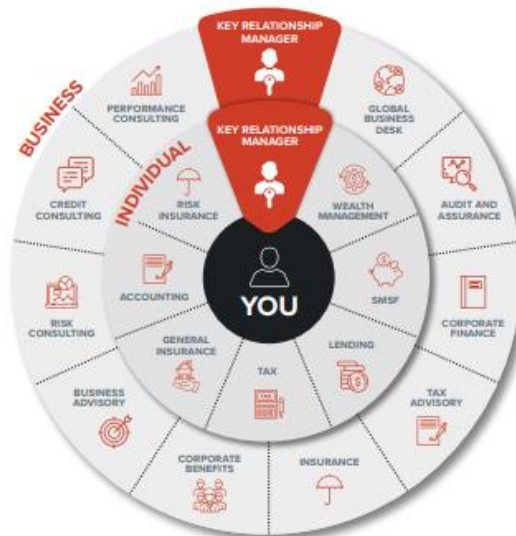 KEY RELATIONSHIP
MANAGER
BUSINESS
PERFORMANCE
CONSULTING
GLOBAL
BUSINESS
DESK
CREDIT
CONSULTING
AUDIT AND
ASSURANCE
RISK
CONSULTING
CORPORATE
FINANCE
BUSINESS
ADVISORY
TAX
ADVISORY
CORPORATE
BENEFITS
INSURANCE
KEY RELATIONSHIP
MANAGER
INDIVIDUAL
RISK
INSURANCE
WEALTH
MANAGEMENT
ACCOUNTING
SMSF
GENERAL
INSURANCE
TAX
TAX
LENDING
YOU